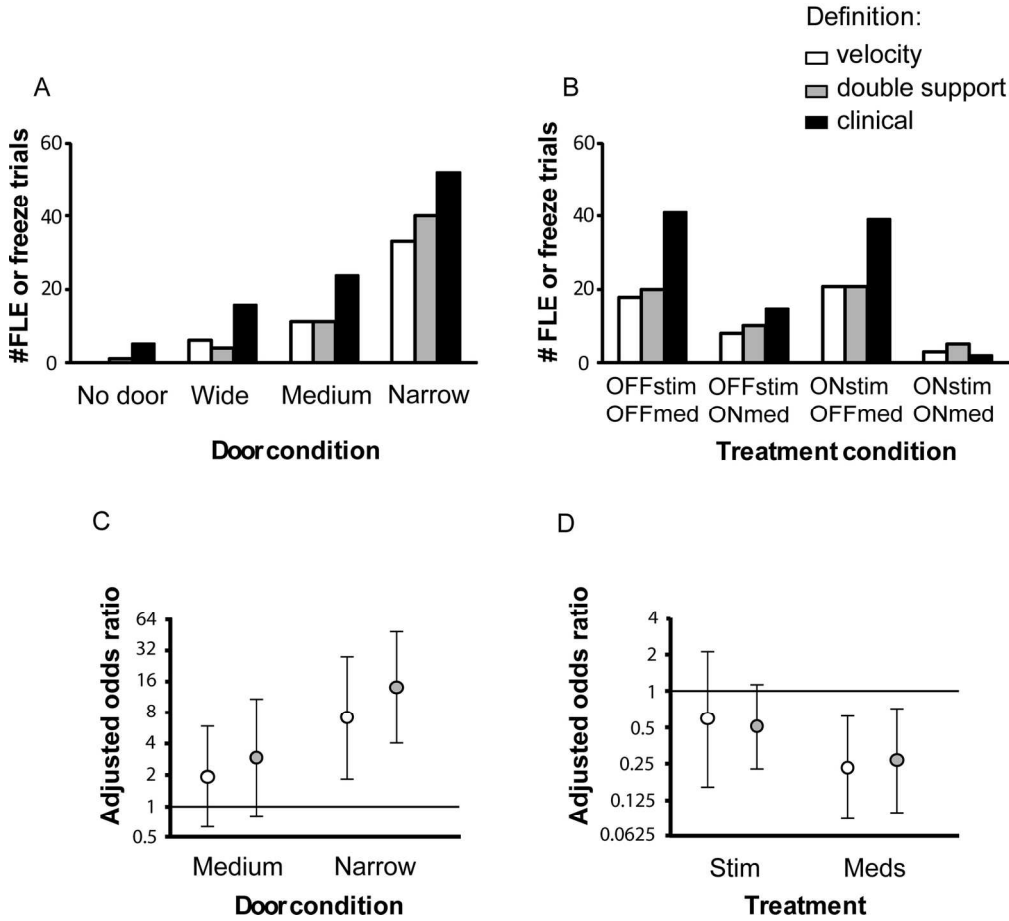 Definition:
velocity
double support
clinical
A
#FLE or freeze trials
60
40
20
0
No door
Wide
Medium
Narrow
Door condition
B
# FLE or freeze trials
60
40
20
0
OFFstim
OFFmed
OFFstim
ONmed
ONstim
OFFmed
ONstim
ONmed
Treatment condition
C
Adjusted odds ratio
64
32
16
8
4
2
1
0.5
Medium
Narrow
Door condition
D
Adjusted odds ratio
4
2
1
0.5
0.25
0.125
0.0625
Stim
Meds
Treatment